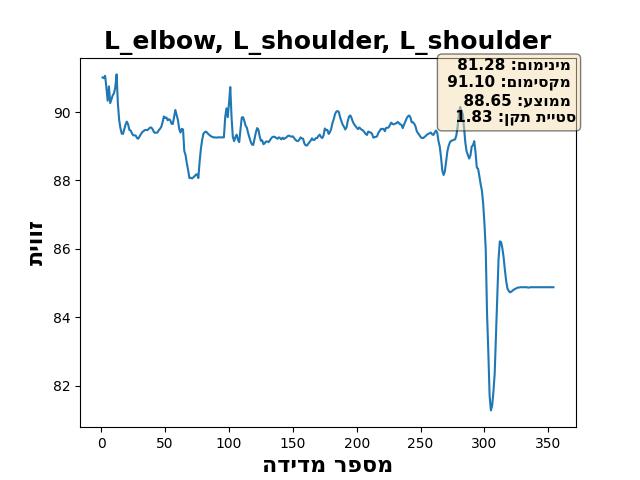 L_elbow, L_shoulder, L_shoulder
מינימום: 81.28
מקסימום: 91.10
ממוצע: 88.65
סטיית תקן: 1.83
זווית
90
88
86
84
82
0 50 100 150 200 250 300 350
מספר מדידה